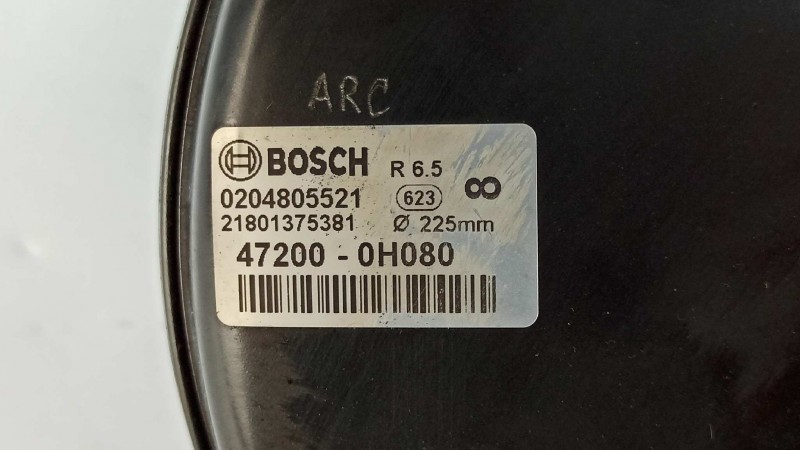 ARC
BOSCH R 6.5
0204805521 623 8
21801375381 Ø 225mm
47200 - 0H080